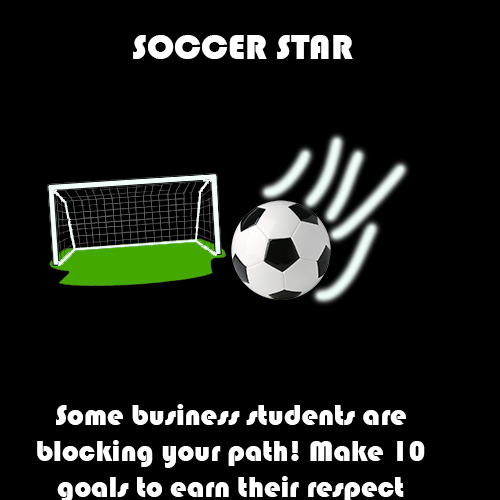 SOCCER STAR
Some business students are
blocking your path! Make 10
goals to earn their respect